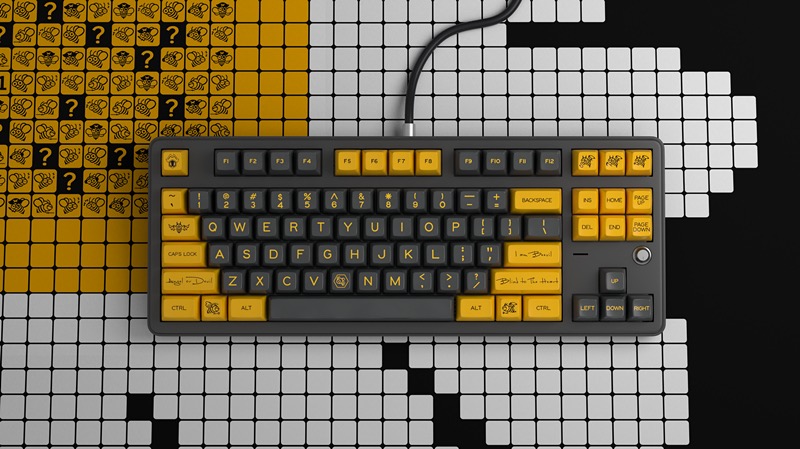 ? ?
?
?
1
?
?
?
? ?
?
F1 F2 F3 F4 F5 F6 F7 F8 F9 F10 F11 F12
~ ` ! 1 @ 2 # 3 $ 4 % 5 ^ 6 & 7 * 8 ( 9 ) 0 — - + = BACKSPACE INS HOME PAGE UP
Q W E R T Y U I O P { [ } ] | \ DEL END PAGE DOWN
CAPS LOCK A S D F G H J K L : ; " '
Z X C V N M < , > . ? / UP
CTRL ALT ALT CTRL LEFT DOWN RIGHT